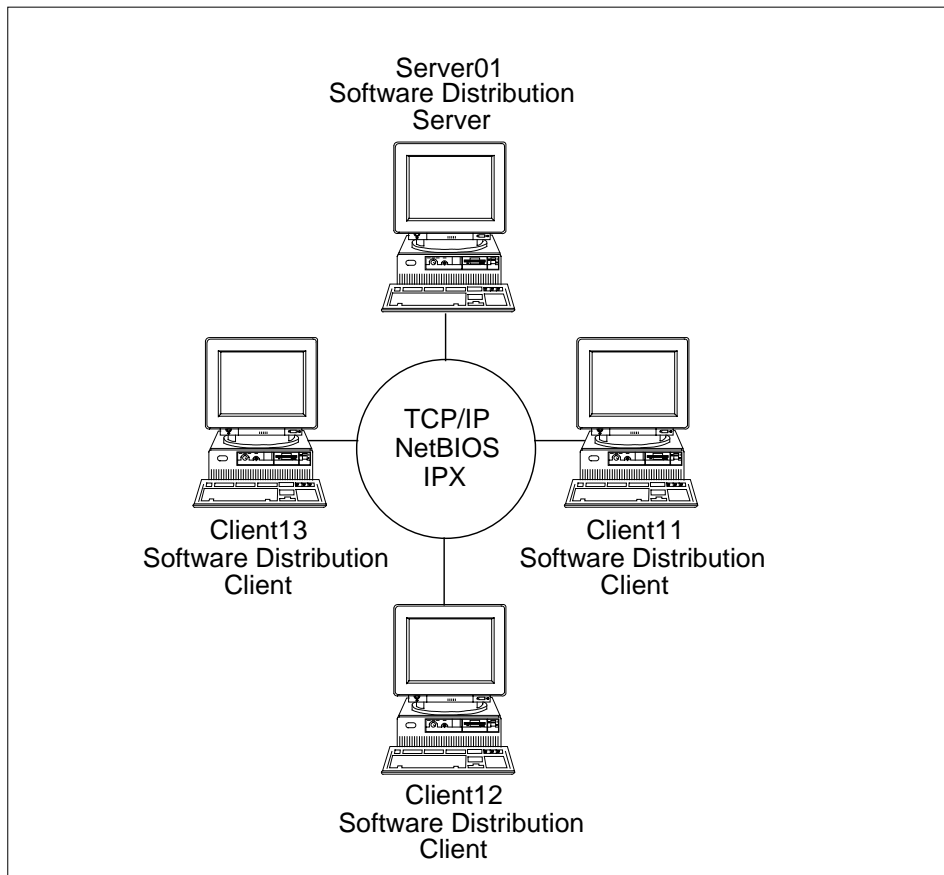 Server01
Software Distribution
Server
TCP/IP
NetBIOS
IPX
Client13
Software Distribution
Client
Client11
Software Distribution
Client
Client12
Software Distribution
Client